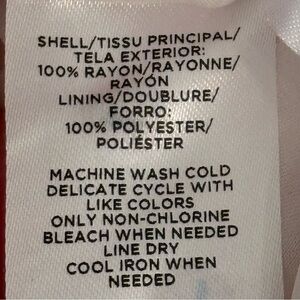 SHELL/TISSU PRINCIPAL/
TELA EXTERIOR:
100% RAYON/RAYONNE/
RAYÓN
LINING/DOUBLURE/
FORRO:
100% POLYESTER/
POLIÉSTER
MACHINE WASH COLD
DELICATE CYCLE WITH
LIKE COLORS
ONLY NON-CHLORINE
BLEACH WHEN NEEDED
LINE DRY
COOL IRON WHEN
NEEDED